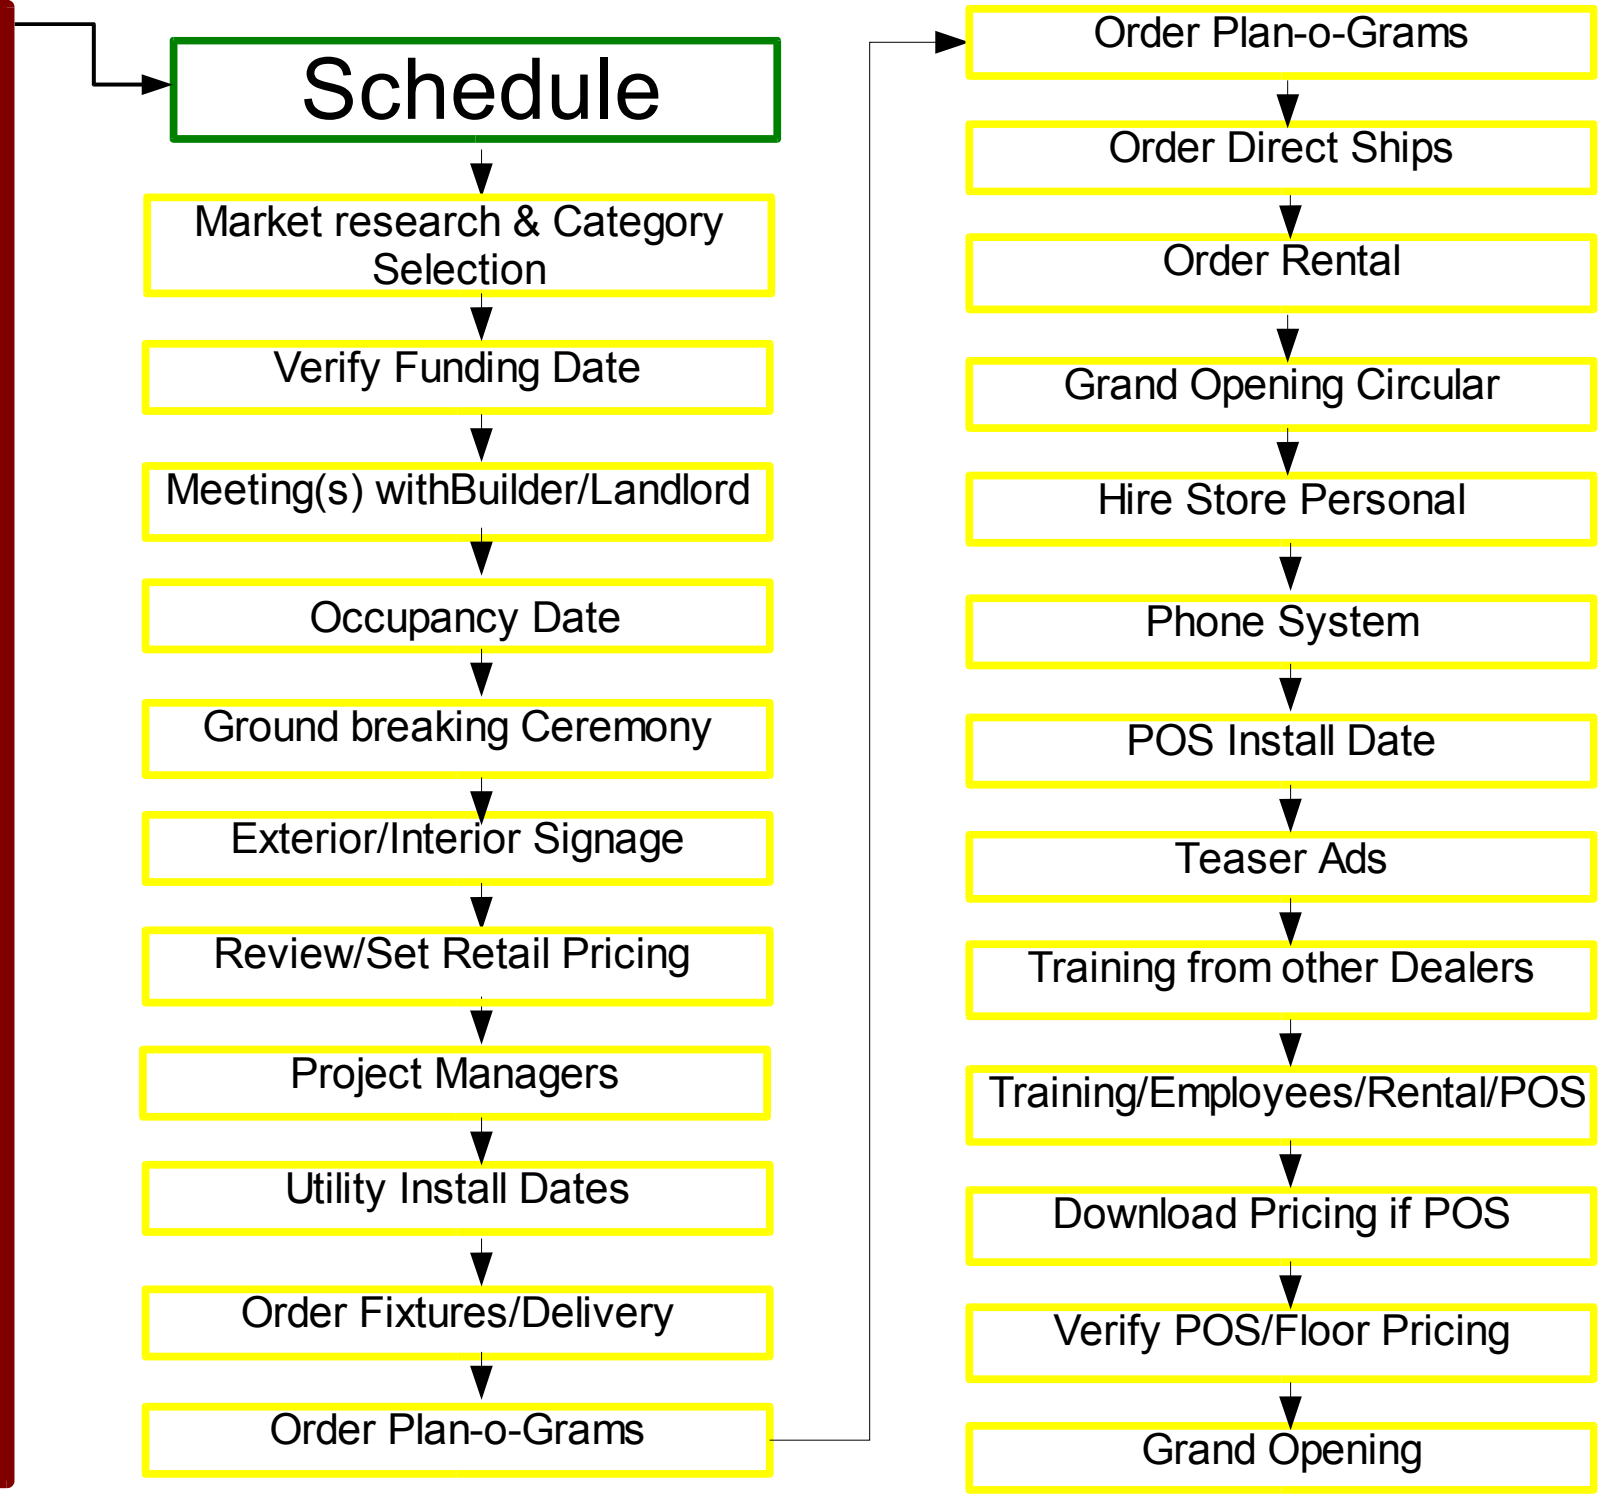 Schedule
Market research & Category
Selection
Verify Funding Date
Meeting(s) withBuilder/Landlord
Occupancy Date
Ground breaking Ceremony
Exterior/Interior Signage
Review/Set Retail Pricing
Project Managers
Utility Install Dates
Order Fixtures/Delivery
Order Plan-o-Grams
Order Plan-o-Grams
Order Direct Ships
Order Rental
Grand Opening Circular
Hire Store Personal
Phone System
POS Install Date
Teaser Ads
Training from other Dealers
Training/Employees/Rental/POS
Download Pricing if POS
Verify POS/Floor Pricing
Grand Opening